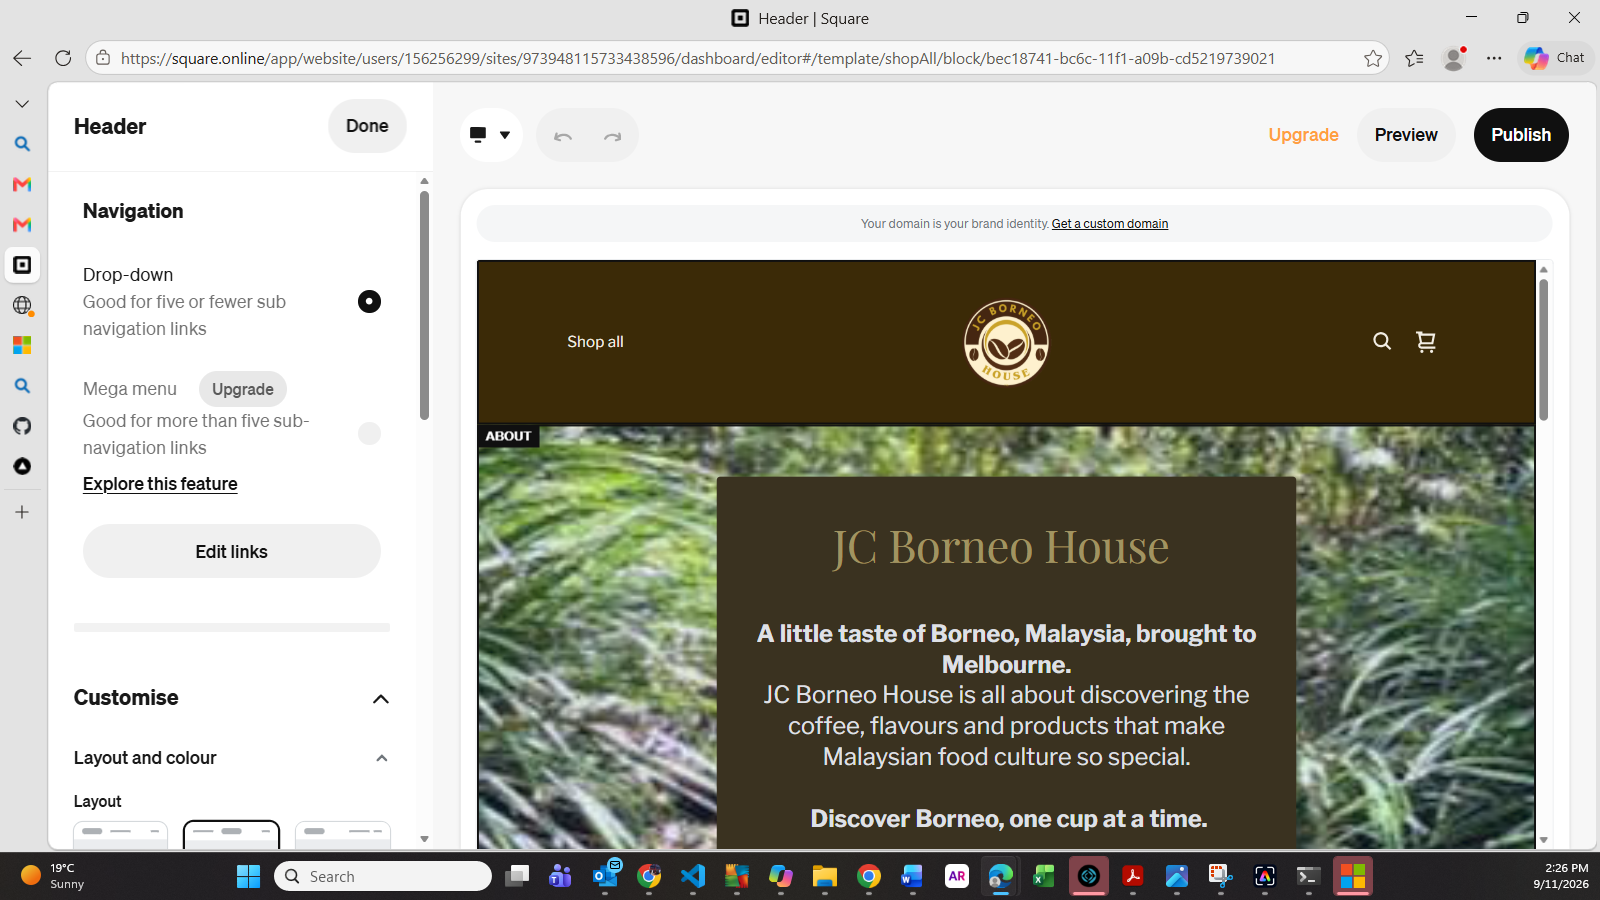 Header | Square
https://square.online/app/website/users/156256299/sites/973948115733438596/dashboard/editor#/template/shopAll/block/bec18741-bc6c-11f1-a09b-cd5219739021
Chat
Header
Done
Upgrade
Preview
Publish
Navigation
Drop-down
Good for five or fewer sub
navigation links
Mega menu
Upgrade
Good for more than five sub-
navigation links
Explore this feature
Edit links
Customise
Layout and colour
Layout
Your domain is your brand identity. Get a custom domain
Shop all
JC BORNEO
HOUSE
ABOUT
JC Borneo House
A little taste of Borneo, Malaysia, brought to
Melbourne.
JC Borneo House is all about discovering the
coffee, flavours and products that make
Malaysian food culture so special.
Discover Borneo, one cup at a time.
19°C
Sunny
Search
AR
2:26 PM
9/11/2026